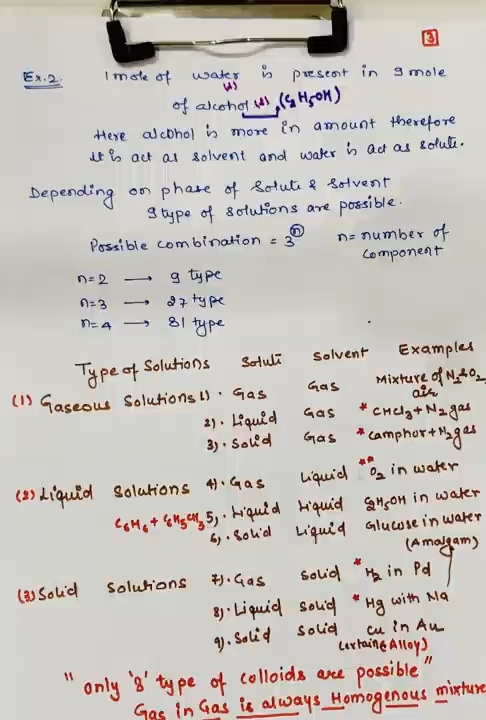 3
Ex.2. 1 mole of water (l) is present in 9 mole
of alcohol (l) (C2H5OH)
Here alcohol is more in amount therefore
it is act as solvent and water is act as solute.
Depending on phase of solute & solvent
9 type of solutions are possible.
Possible combination = 3ⁿ n = number of component
n=2 → 9 type
n=3 → 27 type
n=4 → 81 type
Type of Solutions Solute Solvent Examples
(1) Gaseous Solutions 1). Gas Gas Mixture of N2+O2 air
2). Liquid Gas *CHCl3+N2 gas
3). Solid Gas *Camphor+N2 gas
(2) Liquid Solutions 4). Gas Liquid **O2 in water
C6H6 + C6H5CH3 5). Liquid Liquid C2H5OH in water
6). Solid Liquid Glucose in water
(Amalgam)
(3) Solid Solutions 7). Gas Solid *H2 in Pd
8). Liquid Solid *Hg with Na
9). Solid Solid Cu in Au
(Alloy)
"only '8' type of colloids are possible"
Gas in Gas is always Homogenous mixture